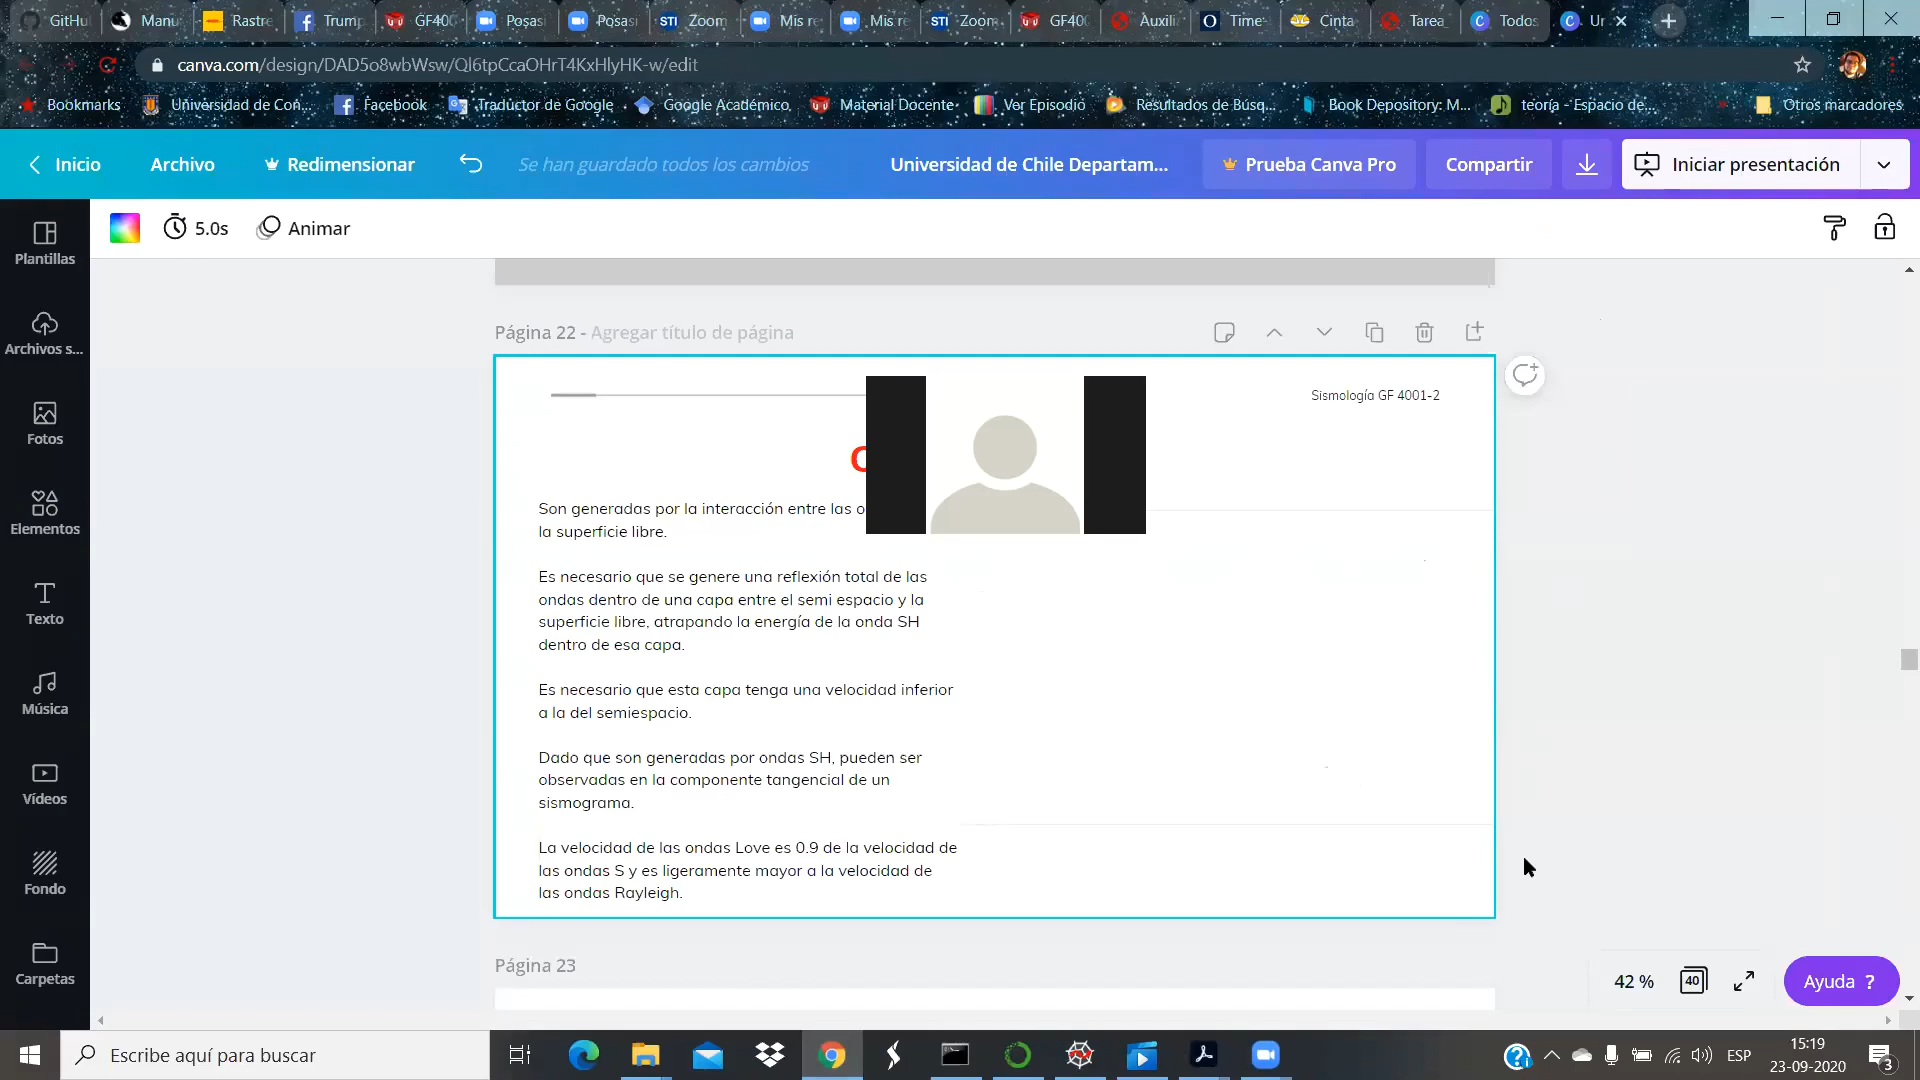 GitHu
Manu
Rastre
Trump
GF400
Posasi
Posas
Zoom
Mis re
Mis re
Zoom
GF400
Auxili
Time
Cinta
Tarea
Todos
Ur
canva.com/design/DAD5o8wbWsw/Ql6tpCcaOHrT4KxHlyHK-w/edit
Bookmarks
Universidad de Con...
Facebook
Traductor de Google
Google Académico
Material Docente
Ver Episodio
Resultados de Búsq...
Book Depository: M...
teoría - Espacio de...
Otros marcadores
Inicio
Archivo
Redimensionar
Se han guardado todos los cambios
Universidad de Chile Departam...
Prueba Canva Pro
Compartir
Iniciar presentación
5.0s
Animar
Plantillas
Archivos s...
Fotos
Elementos
Texto
Música
Vídeos
Fondo
Carpetas
Página 22 - Agregar título de página
Sismología GF 4001-2
Son generadas por la interacción entre las o
la superficie libre.
Es necesario que se genere una reflexión total de las
ondas dentro de una capa entre el semi espacio y la
superficie libre, atrapando la energía de la onda SH
dentro de esa capa.
Es necesario que esta capa tenga una velocidad inferior
a la del semiespacio.
Dado que son generadas por ondas SH, pueden ser
observadas en la componente tangencial de un
sismograma.
La velocidad de las ondas Love es 0.9 de la velocidad de
las ondas S y es ligeramente mayor a la velocidad de
las ondas Rayleigh.
Página 23
42 %
40
Ayuda ?
Escribe aquí para buscar
ESP
15:19
23-09-2020
3